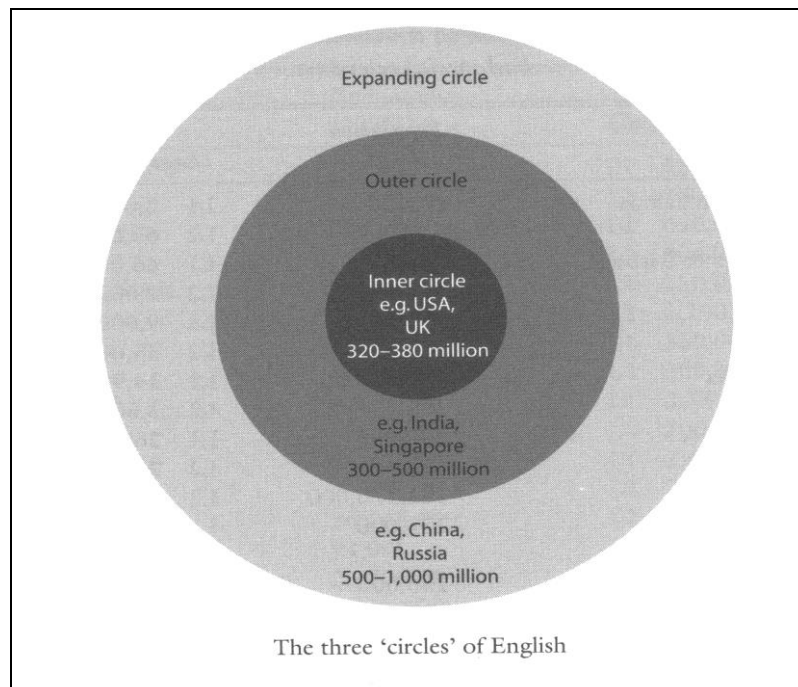 Expanding circle
Outer circle
Inner circle
e.g. USA,
UK
320–380 million
e.g. India,
Singapore
300–500 million
e.g. China,
Russia
500–1,000 million
The three ‘circles’ of English